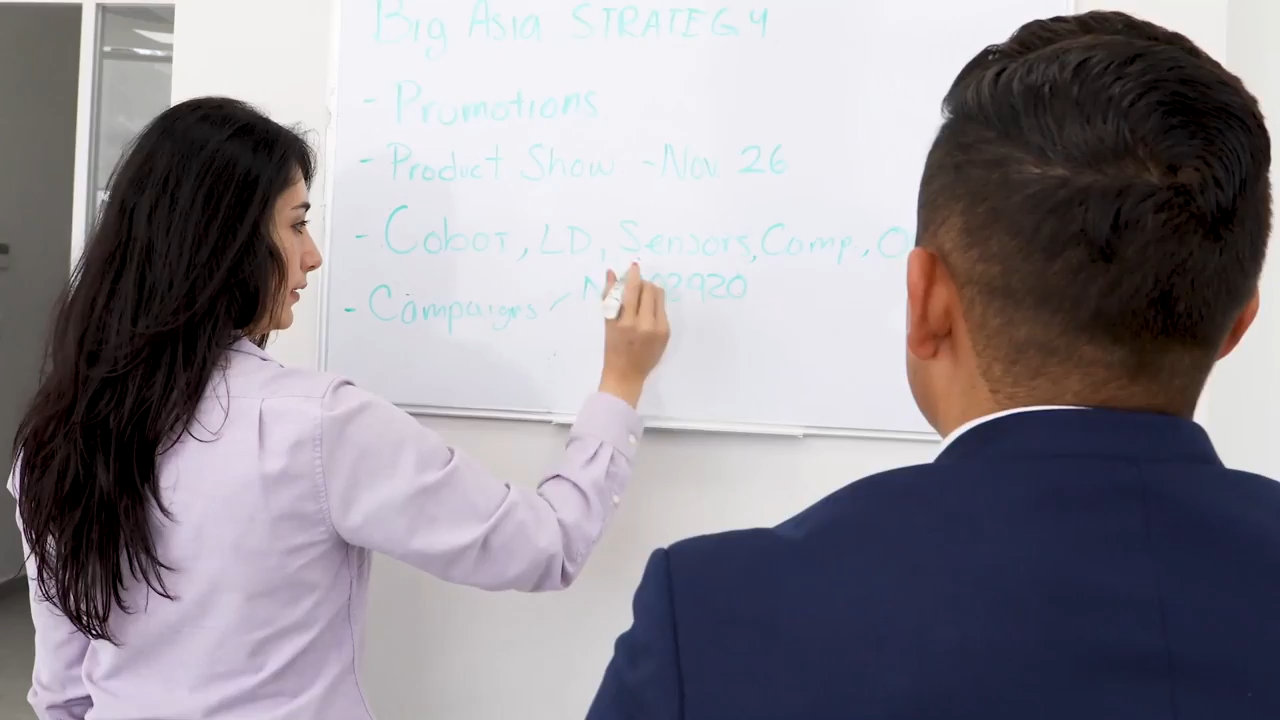 Big Asia STRATEGY
- Promotions
- Product Show - Nov 26
- Cobot, LD, Sensors, Comp.,
- Campaigns -